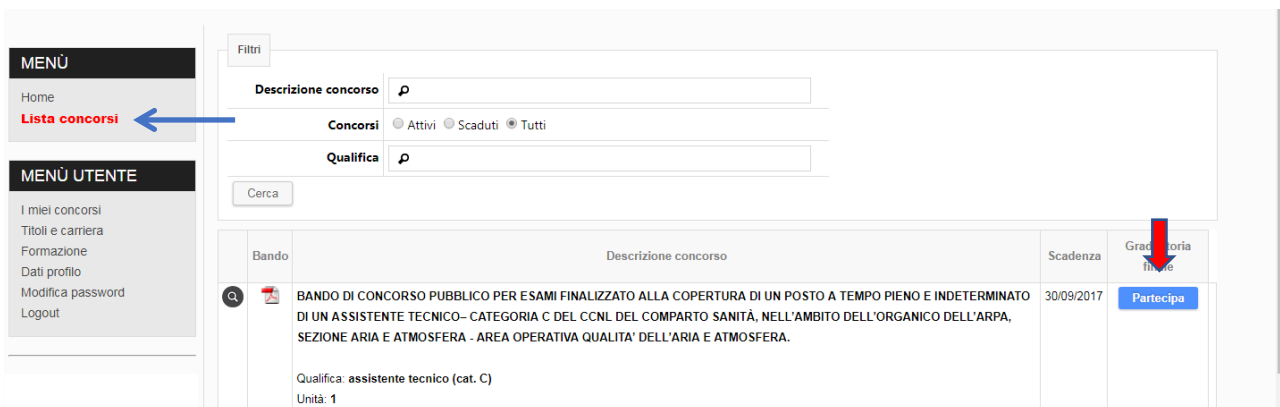 MENÙ
Home
Lista concorsi
MENÙ UTENTE
I miei concorsi
Titoli e carriera
Formazione
Dati profilo
Modifica password
Logout
Filtri
Descrizione concorso
Concorsi Attivi Scaduti Tutti
Qualifica
Cerca
Bando Descrizione concorso Scadenza
BANDO DI CONCORSO PUBBLICO PER ESAMI FINALIZZATO ALLA COPERTURA DI UN POSTO A TEMPO PIENO E INDETERMINATO 30/09/2017 Partecipa
DI UN ASSISTENTE TECNICO– CATEGORIA C DEL CCNL DEL COMPARTO SANITÀ, NELL'AMBITO DELL'ORGANICO DELL'ARPA,
SEZIONE ARIA E ATMOSFERA - AREA OPERATIVA QUALITA' DELL'ARIA E ATMOSFERA.
Qualifica: assistente tecnico (cat. C)
Unità: 1